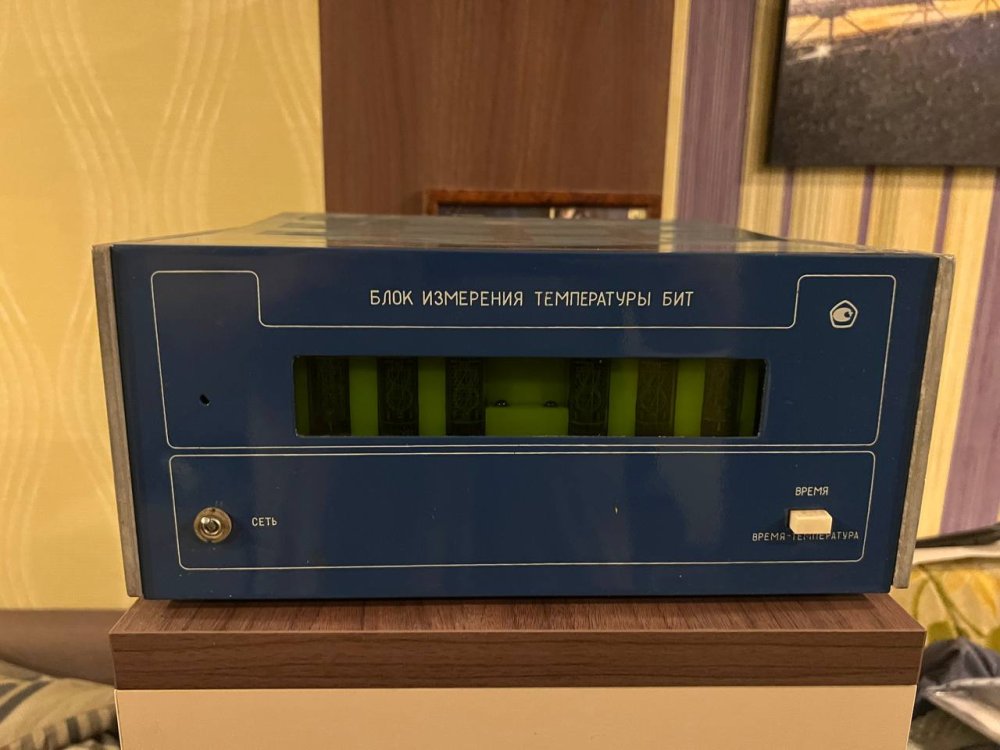 БЛОК ИЗМЕРЕНИЯ ТЕМПЕРАТУРЫ БИТ
СЕТЬ
ВРЕМЯ
ВРЕМЯ-ТЕМПЕРАТУРА